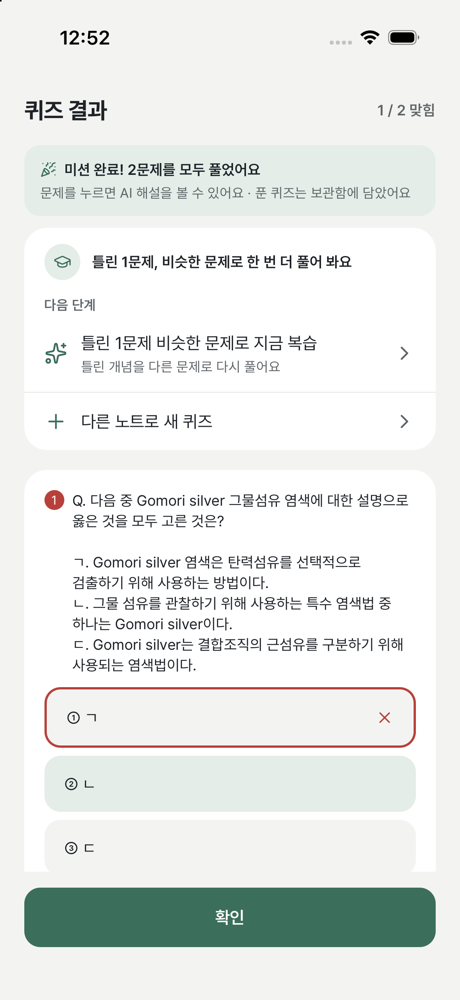 12:52
퀴즈 결과
1 / 2 맞힘
미션 완료! 2문제를 모두 풀었어요
문제를 누르면 AI 해설을 볼 수 있어요 · 푼 퀴즈는 보관함에 담았어요
틀린 1문제, 비슷한 문제로 한 번 더 풀어 봐요
다음 단계
틀린 1문제 비슷한 문제로 지금 복습
틀린 개념을 다른 문제로 다시 풀어요
다른 노트로 새 퀴즈
1 Q. 다음 중 Gomori silver 그물섬유 염색에 대한 설명으로
옳은 것을 모두 고른 것은?
ㄱ. Gomori silver 염색은 탄력섬유를 선택적으로
검출하기 위해 사용하는 방법이다.
ㄴ. 그물 섬유를 관찰하기 위해 사용하는 특수 염색법 중
하나는 Gomori silver이다.
ㄷ. Gomori silver는 결합조직의 근섬유를 구분하기 위해
사용되는 염색법이다.
① ㄱ
② ㄴ
③ ㄷ
확인